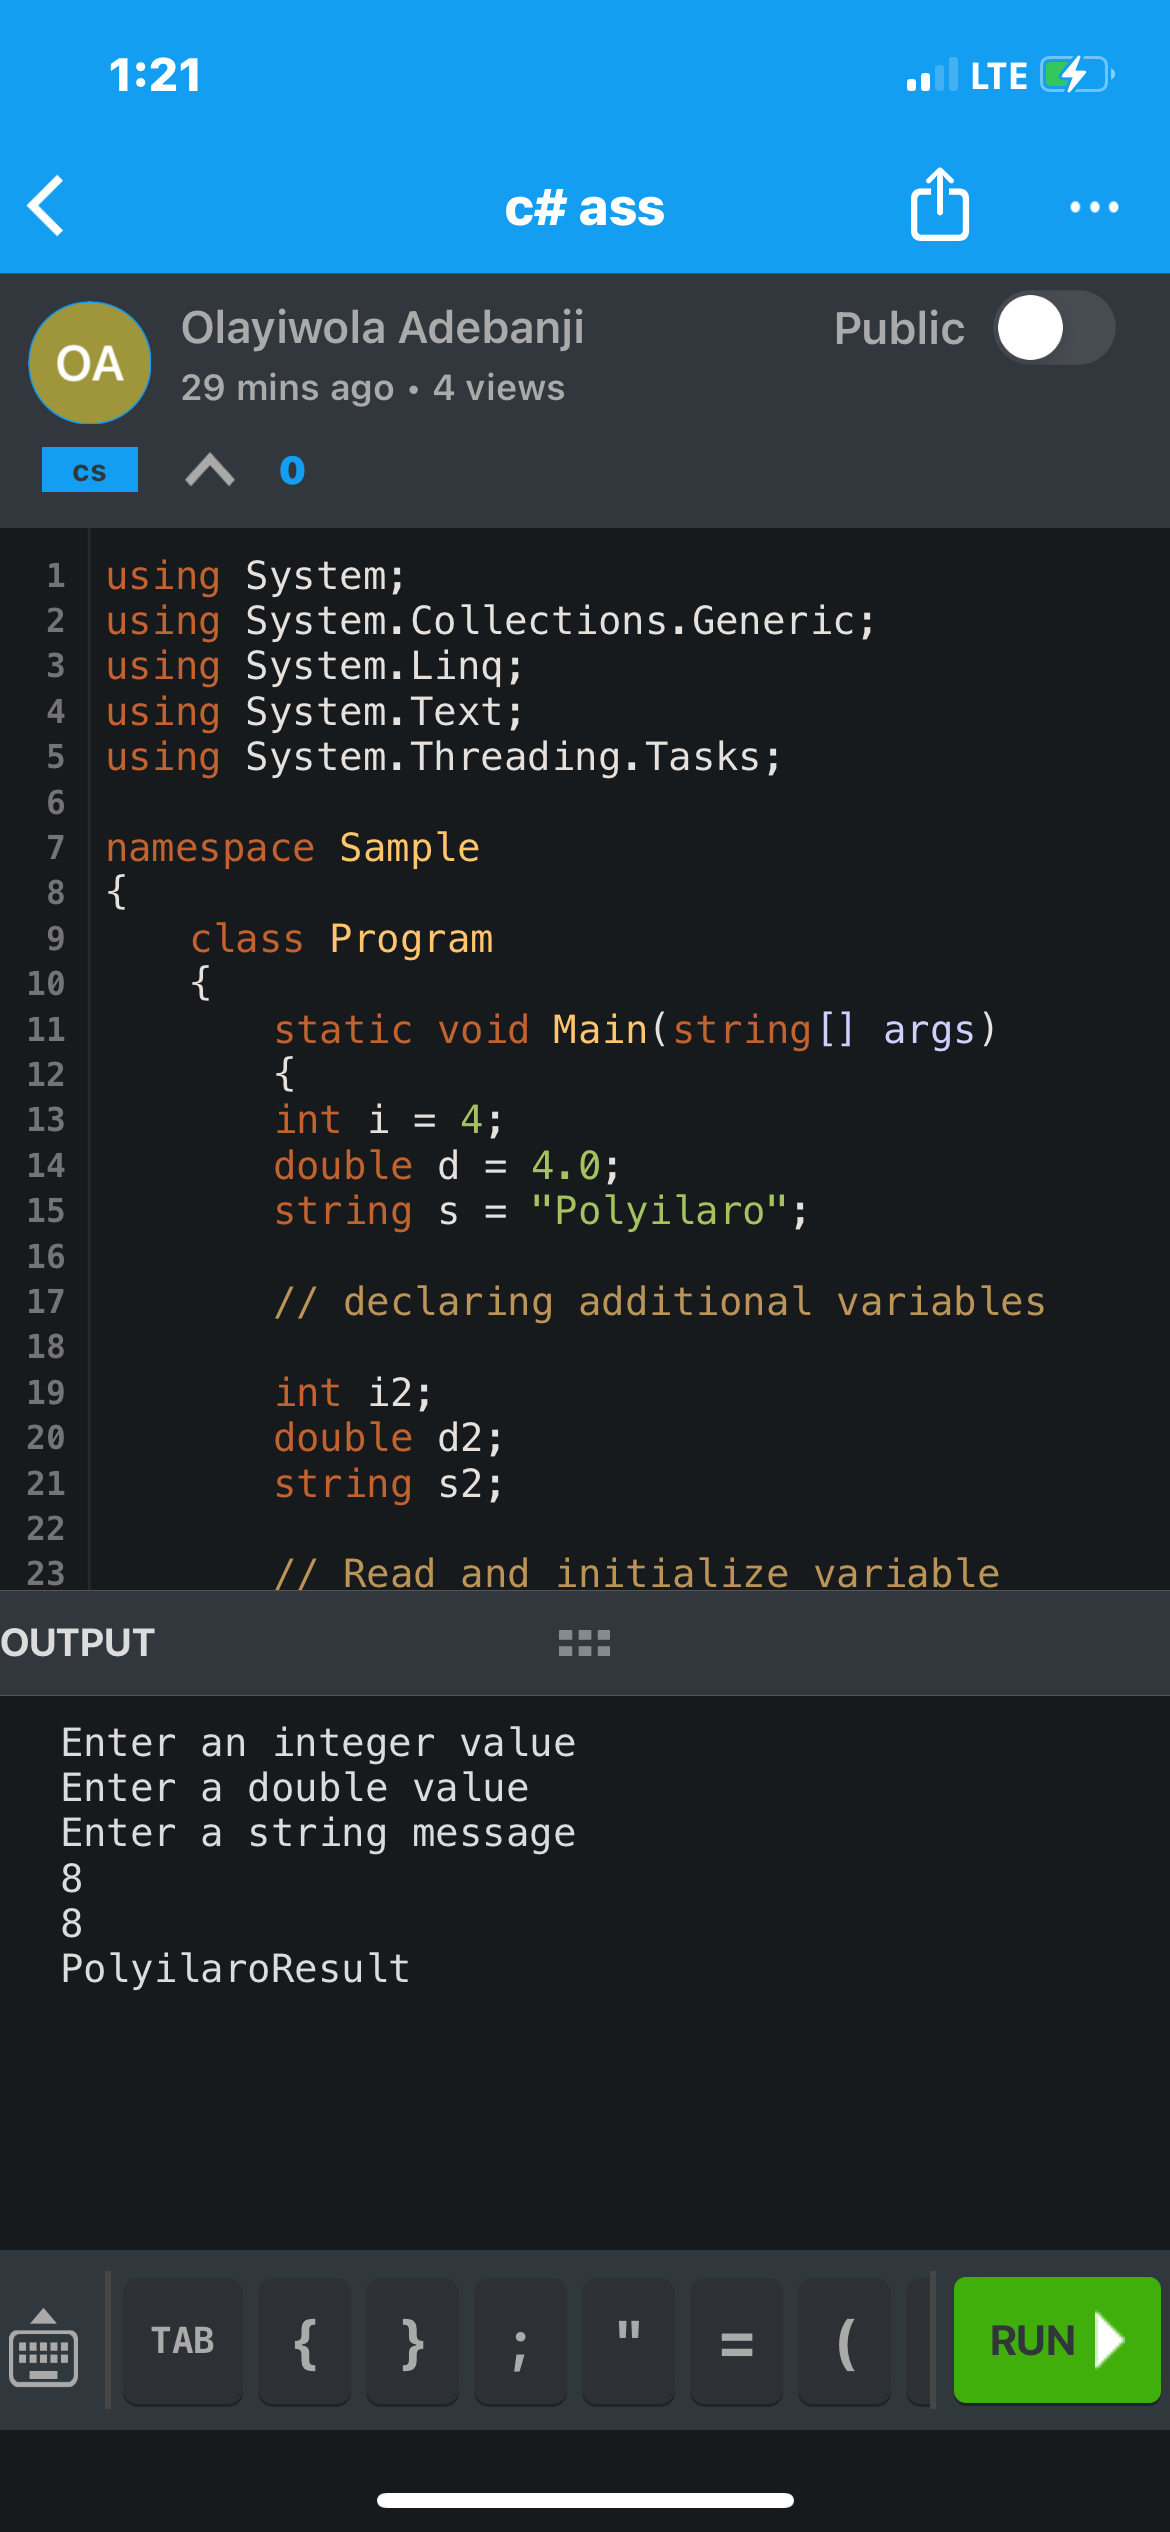 1:21 LTE
c# ass
OA Olayiwola Adebanji Public
29 mins ago • 4 views
cs 0
1 using System;
2 using System.Collections.Generic;
3 using System.Linq;
4 using System.Text;
5 using System.Threading.Tasks;
6
7 namespace Sample
8 {
9 class Program
10 {
11 static void Main(string[] args)
12 {
13 int i = 4;
14 double d = 4.0;
15 string s = "Polyilaro";
16
17 // declaring additional variables
18
19 int i2;
20 double d2;
21 string s2;
22
23 // Read and initialize variable
OUTPUT
Enter an integer value
Enter a double value
Enter a string message
8
8
PolyilaroResult
TAB { } ; " = ( RUN